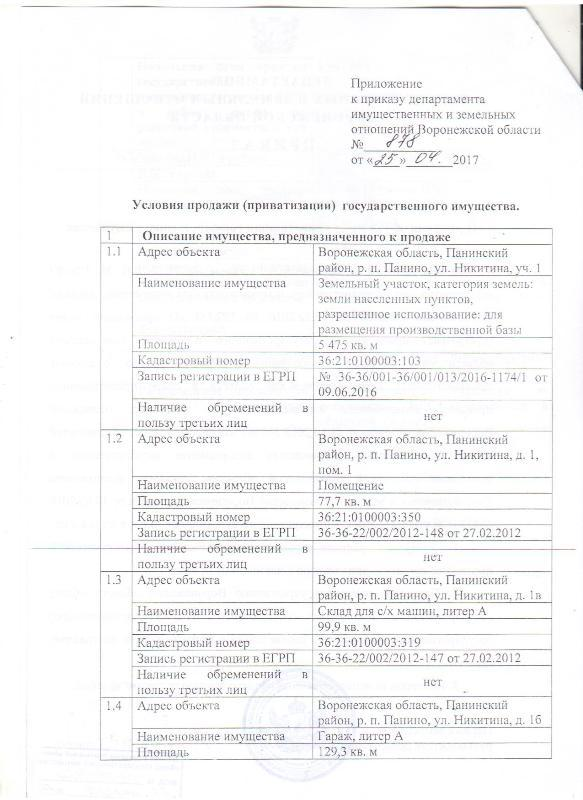 Приложение
к приказу департамента
имущественных и земельных
отношений Воронежской области
№ 878
от «25» 04. 2017
Условия продажи (приватизации) государственного имущества.
1 Описание имущества, предназначенного к продаже
1.1 Адрес объекта Воронежская область, Панинский
район, р. п. Панино, ул. Никитина, уч. 1
Наименование имущества Земельный участок, категория земель:
земли населенных пунктов,
разрешенное использование: для
размещения производственной базы
Площадь 5 475 кв. м
Кадастровый номер 36:21:0100003:103
Запись регистрации в ЕГРП № 36-36/001-36/001/013/2016-1174/1 от
09.06.2016
Наличие обременений в
пользу третьих лиц нет
1.2 Адрес объекта Воронежская область, Панинский
район, р. п. Панино, ул. Никитина, д. 1,
пом. 1
Наименование имущества Помещение
Площадь 77,7 кв. м
Кадастровый номер 36:21:0100003:350
Запись регистрации в ЕГРП 36-36-22/002/2012-148 от 27.02.2012
Наличие обременений в
пользу третьих лиц нет
1.3 Адрес объекта Воронежская область, Панинский
район, р. п. Панино, ул. Никитина, д. 1в
Наименование имущества Склад для с/х машин, литер А
Площадь 99,9 кв. м
Кадастровый номер 36:21:0100003:319
Запись регистрации в ЕГРП 36-36-22/002/2012-147 от 27.02.2012
Наличие обременений в
пользу третьих лиц нет
1.4 Адрес объекта Воронежская область, Панинский
район, р. п. Панино, ул. Никитина, д. 1б
Наименование имущества Гараж, литер А
Площадь 129,3 кв. м